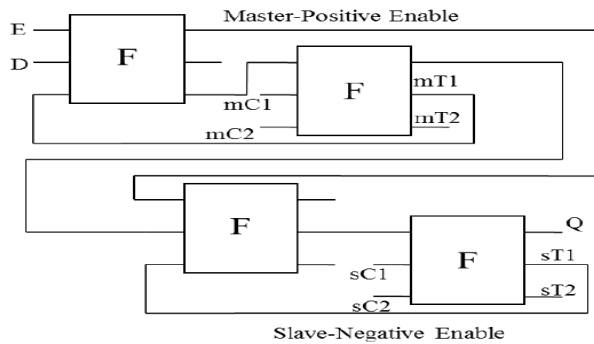 Master-Positive Enable
E
D
F
mC1
F
mT1
mC2
mT2
F
Q
sC1
F
sT1
sC2
sT2
Slave-Negative Enable